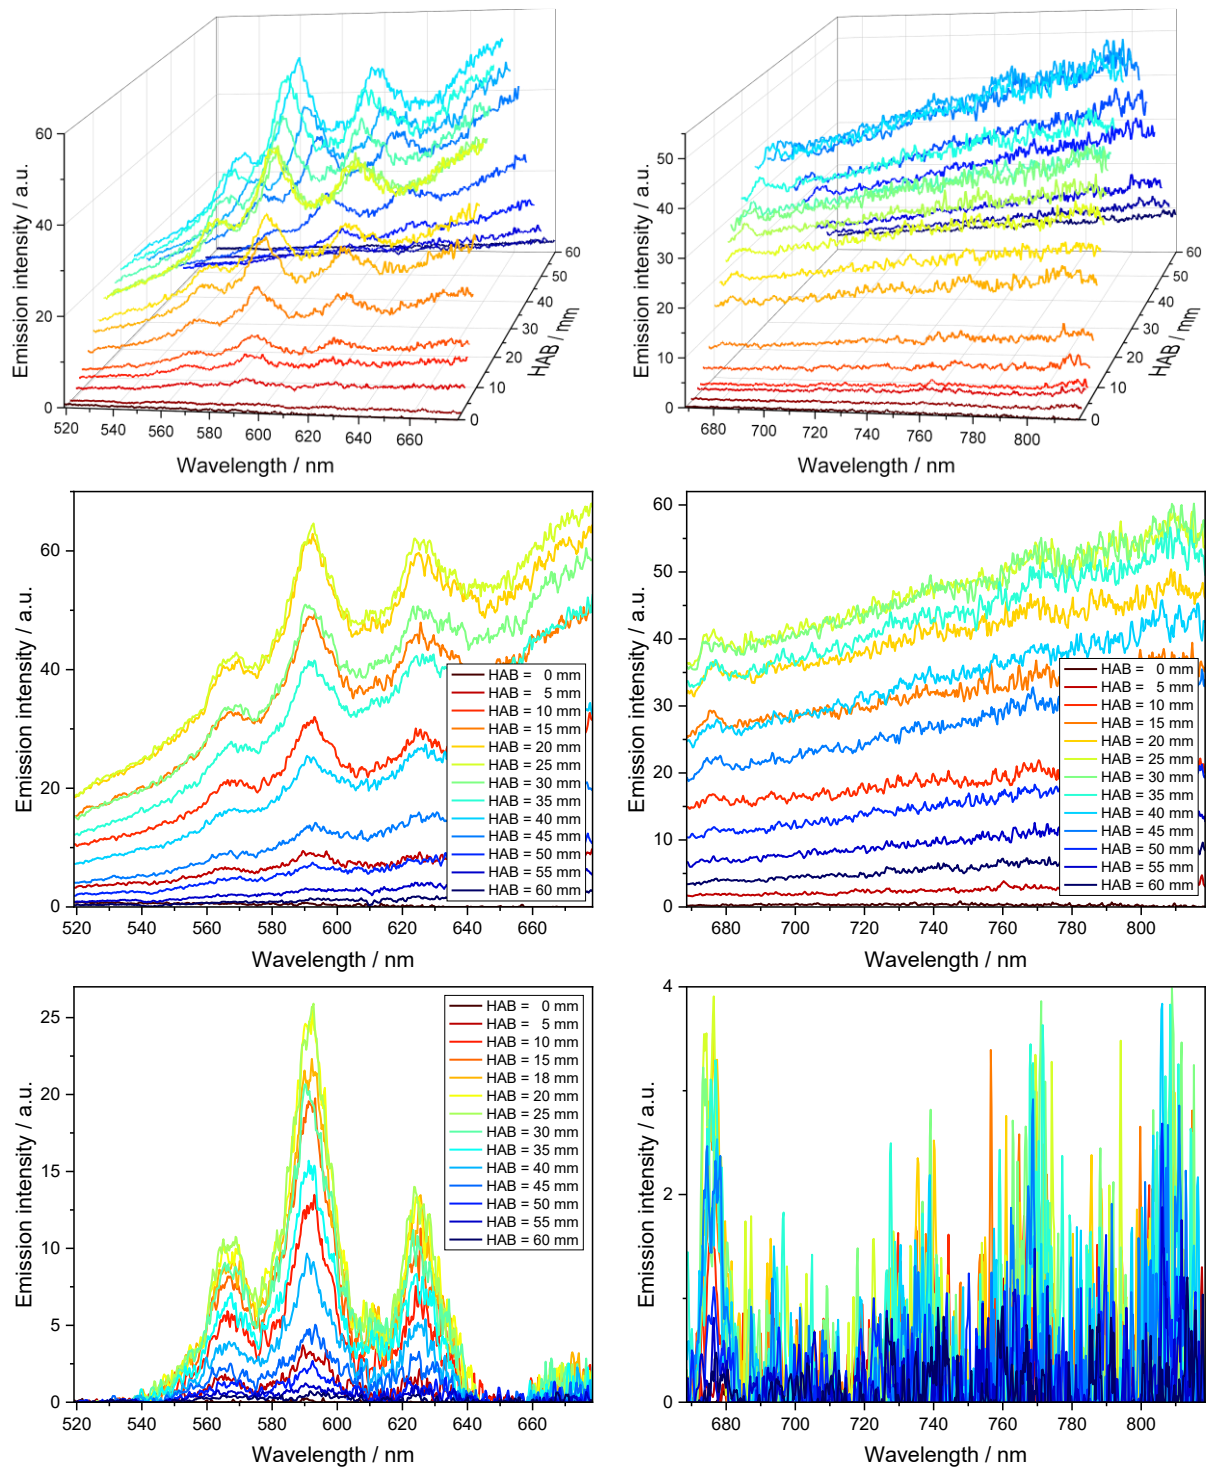 60
40
20
0
Emission intensity / a.u.
520
540
560
580
600
620
640
660
Wavelength / nm
0
10
20
30
40
50
60
HAB / mm
50
40
30
20
10
0
Emission intensity / a.u.
680
700
720
740
760
780
800
Wavelength / nm
0
10
20
30
40
50
60
HAB / mm
60
40
20
0
Emission intensity / a.u.
HAB = 0 mm
HAB = 5 mm
HAB = 10 mm
HAB = 15 mm
HAB = 20 mm
HAB = 25 mm
HAB = 30 mm
HAB = 35 mm
HAB = 40 mm
HAB = 45 mm
HAB = 50 mm
HAB = 55 mm
HAB = 60 mm
520 540 560 580 600 620 640 660
Wavelength / nm
60
50
40
30
20
10
0
Emission intensity / a.u.
HAB = 0 mm
HAB = 5 mm
HAB = 10 mm
HAB = 15 mm
HAB = 20 mm
HAB = 25 mm
HAB = 30 mm
HAB = 35 mm
HAB = 40 mm
HAB = 45 mm
HAB = 50 mm
HAB = 55 mm
HAB = 60 mm
680 700 720 740 760 780 800
Wavelength / nm
25
20
15
10
5
0
Emission intensity / a.u.
HAB = 0 mm
HAB = 5 mm
HAB = 10 mm
HAB = 15 mm
HAB = 18 mm
HAB = 20 mm
HAB = 25 mm
HAB = 30 mm
HAB = 35 mm
HAB = 40 mm
HAB = 45 mm
HAB = 50 mm
HAB = 55 mm
HAB = 60 mm
520 540 560 580 600 620 640 660
Wavelength / nm
4
2
0
Emission intensity / a.u.
680 700 720 740 760 780 800
Wavelength / nm